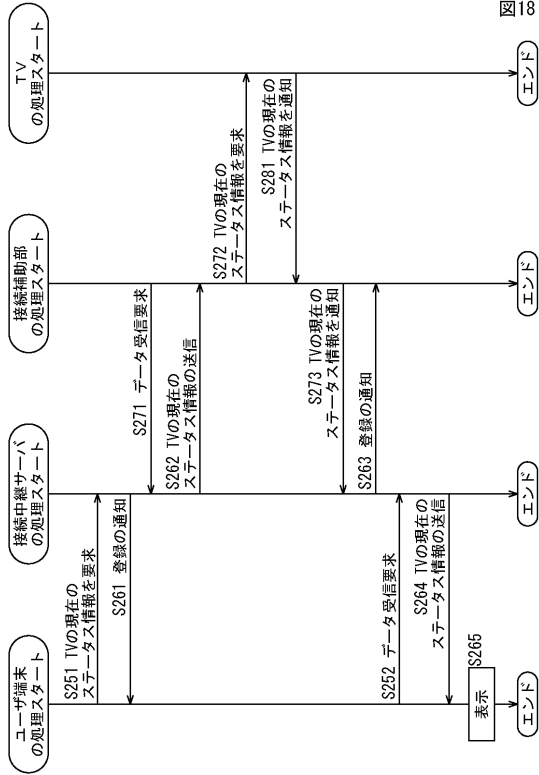 図18
ユーザ端末
の処理スタート
接続中継サーバ
の処理スタート
接続補助部
の処理スタート
TV
の処理スタート
S251 TVの現在の
ステータス情報を要求
S261 登録の通知
S271 データ受信要求
S262 TVの現在の
ステータス情報の送信
S272 TVの現在の
ステータス情報を要求
S281 TVの現在の
ステータス情報を通知
S273 TVの現在の
ステータス情報を通知
S263 登録の通知
S252 データ受信要求
S264 TVの現在の
ステータス情報の送信
S265
表示
エンド
エンド
エンド
エンド